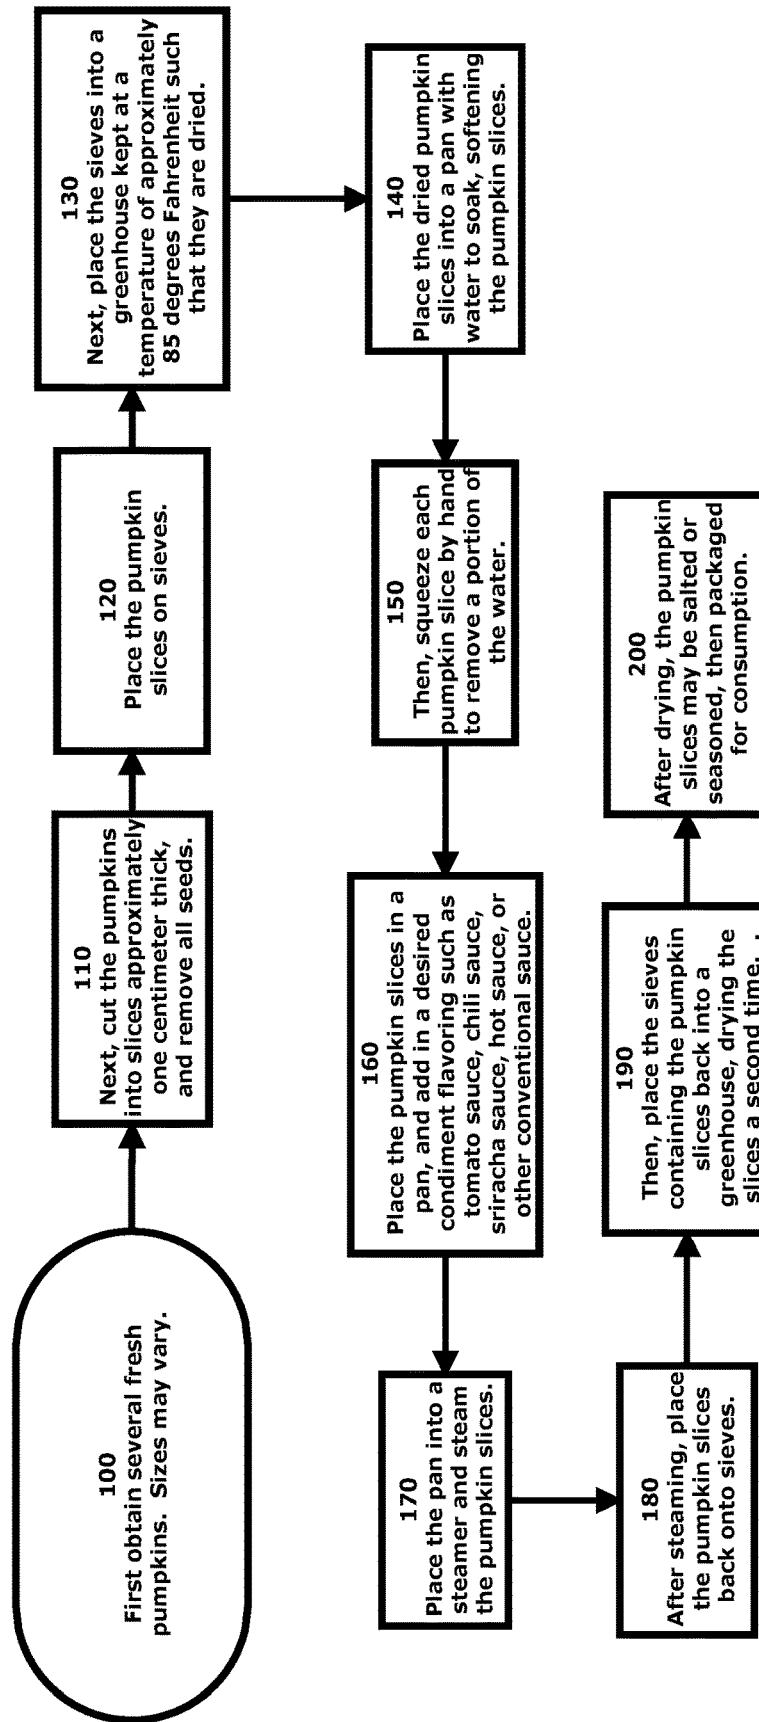 100
First obtain several fresh
pumpkins. Sizes may vary.
110
Next, cut the pumpkins
into slices approximately
one centimeter thick,
and remove all seeds.
120
Place the pumpkin
slices on sieves.
130
Next, place the sieves into a
greenhouse kept at a
temperature of approximately
85 degrees Fahrenheit such
that they are dried.
140
Place the dried pumpkin
slices into a pan with
water to soak, softening
the pumpkin slices.
150
Then, squeeze each
pumpkin slice by hand
to remove a portion of
the water.
160
Place the pumpkin slices in a
pan, and add in a desired
condiment flavoring such as
tomato sauce, chili sauce,
sriracha sauce, hot sauce, or
other conventional sauce.
170
Place the pan into a
steamer and steam
the pumpkin slices.
180
After steaming, place
the pumpkin slices
back onto sieves.
190
Then, place the sieves
containing the pumpkin
slices back into a
greenhouse, drying the
slices a second time. .
200
After drying, the pumpkin
slices may be salted or
seasoned, then packaged
for consumption.